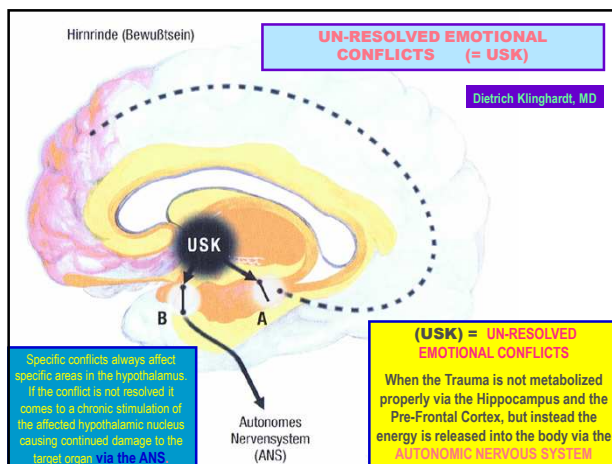 Hirnrinde (Bewußtsein)
UN-RESOLVED EMOTIONAL
CONFLICTS (= USK)
Dietrich Klinghardt, MD
USK
B
A
Autonomes
Nervensystem
(ANS)
Specific conflicts always affect
specific areas in the hypothalamus.
If the conflict is not resolved it
comes to a chronic stimulation of
the affected hypothalamic nucleus
causing continued damage to the
target organ via the ANS
(USK) = UN-RESOLVED
EMOTIONAL CONFLICTS
When the Trauma is not metabolized
properly via the Hippocampus and the
Pre-Frontal Cortex, but instead the
energy is released into the body via the
AUTONOMIC NERVOUS SYSTEM